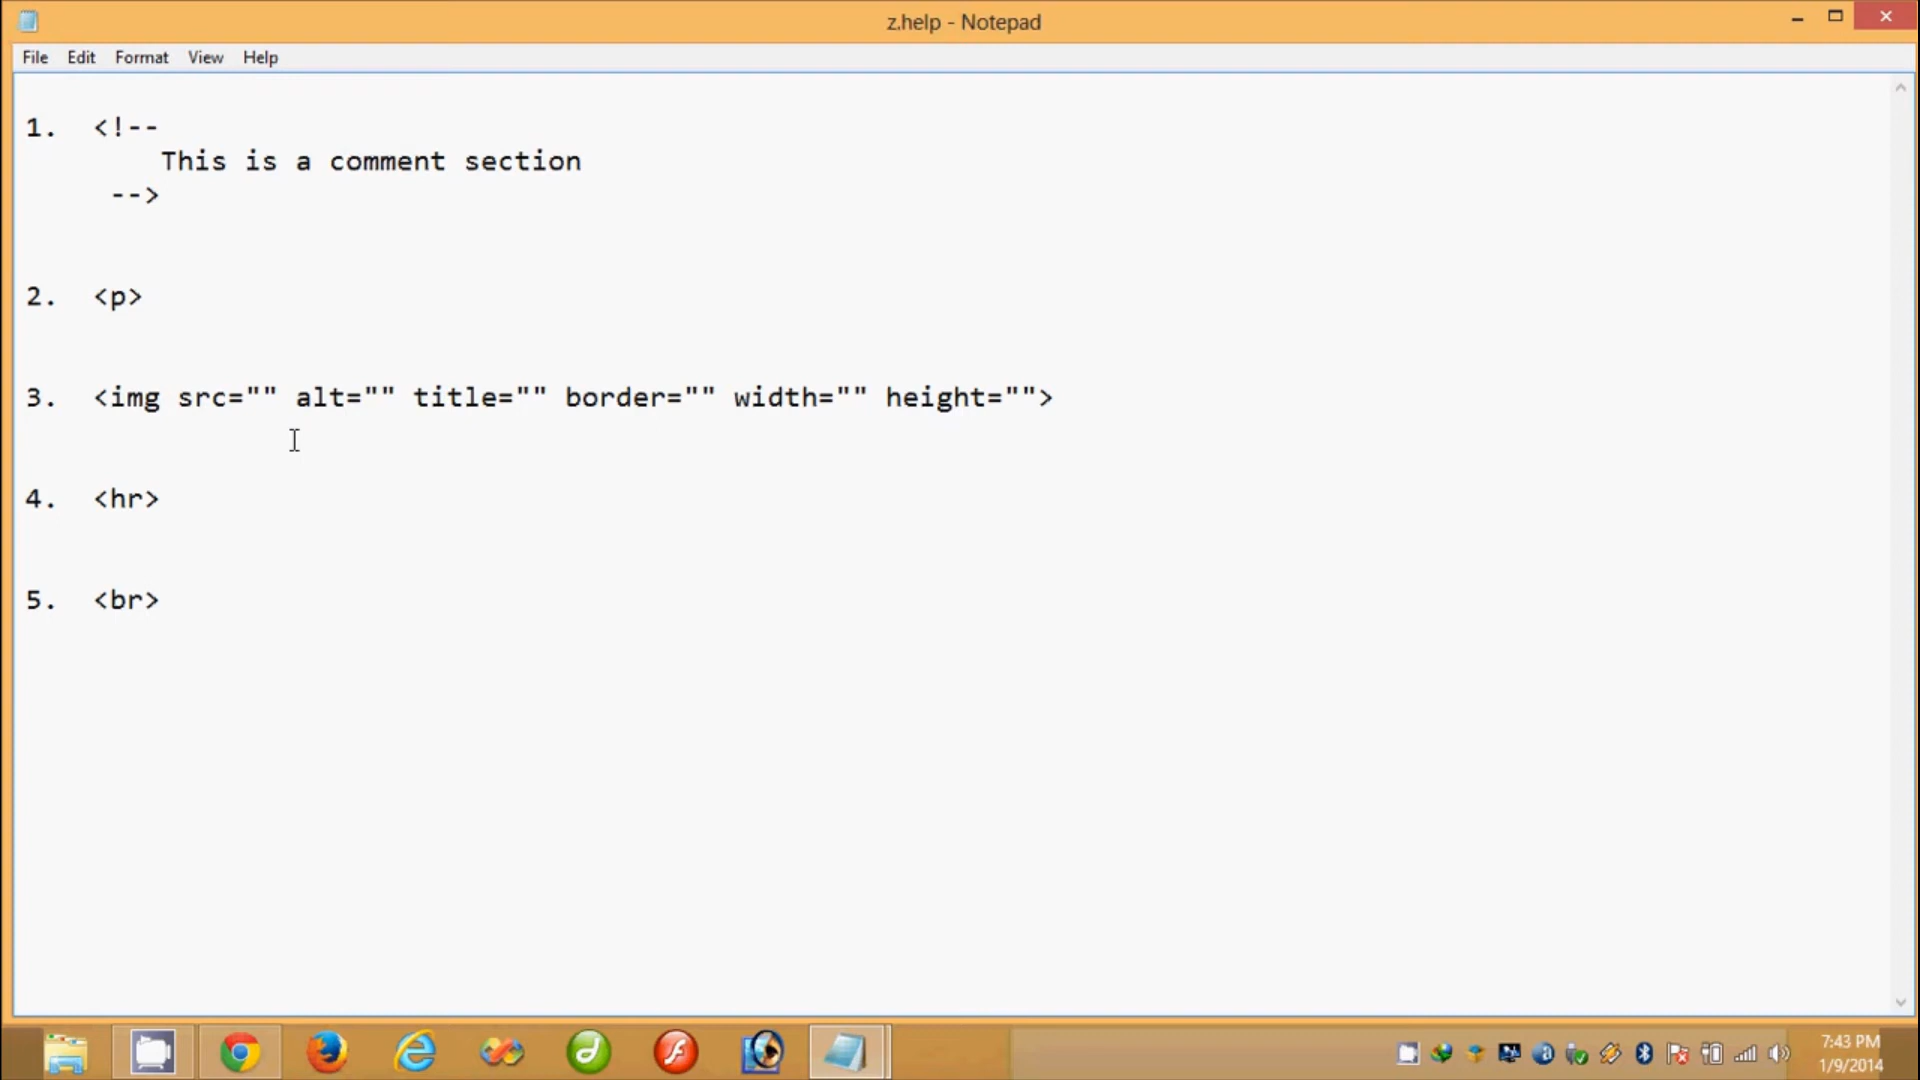 z.help - Notepad
File Edit Format View Help
1. <!--
This is a comment section
-->
2. <p>
3. <img src="" alt="" title="" border="" width="" height="">
4. <hr>
5. <br>
7:43 PM
1/9/2014